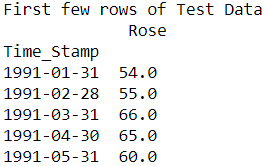 First few rows of Test Data
Rose
Time_Stamp
1991-01-31 54.0
1991-02-28 55.0
1991-03-31 66.0
1991-04-30 65.0
1991-05-31 60.0